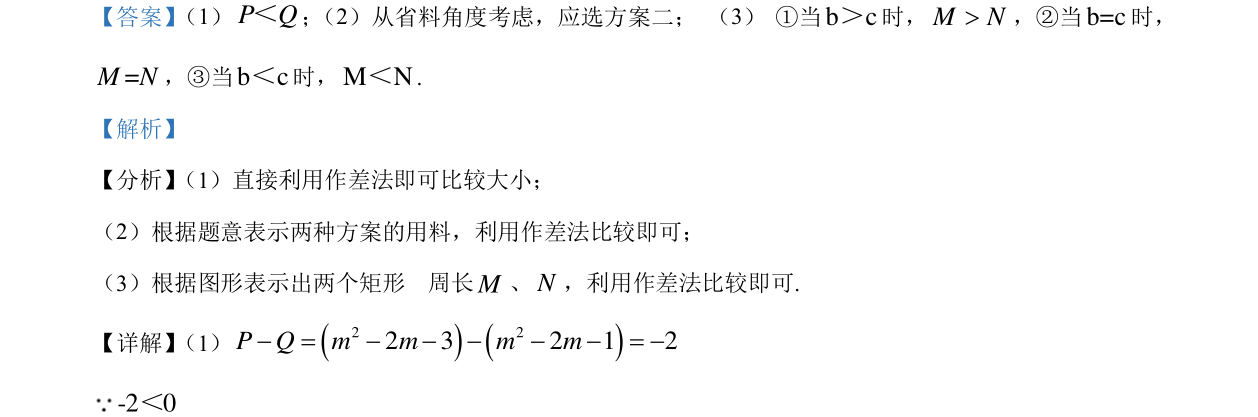 【答案】（1）P＜Q；（2）从省料角度考虑，应选方案二； （3） ①当b＞c时，M > N，②当b=c时，
M =N，③当b＜c时，M＜N.
【解析】
【分析】（1）直接利用作差法即可比较大小；
（2）根据题意表示两种方案的用料，利用作差法比较即可；
（3）根据图形表示出两个矩形 周长M 、N，利用作差法比较即可.
【详解】（1）P−Q=(m²−2m−3)−(m²−2m−1)=−2
∵-2＜0